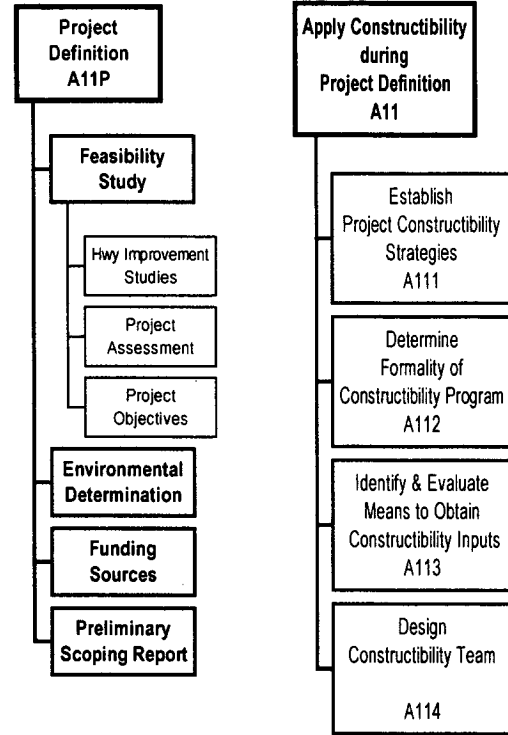 Project
Definition
A11P
Feasibility
Study
Hwy Improvement
Studies
Project
Assessment
Project
Objectives
Environmental
Determination
Funding
Sources
Preliminary
Scoping Report
Apply Constructibility
during
Project Definition
A11
Establish
Project Constructibility
Strategies
A111
Determine
Formality of
Constructibility Program
A112
Identify & Evaluate
Means to Obtain
Constructibility Inputs
A113
Design
Constructibility Team
A114